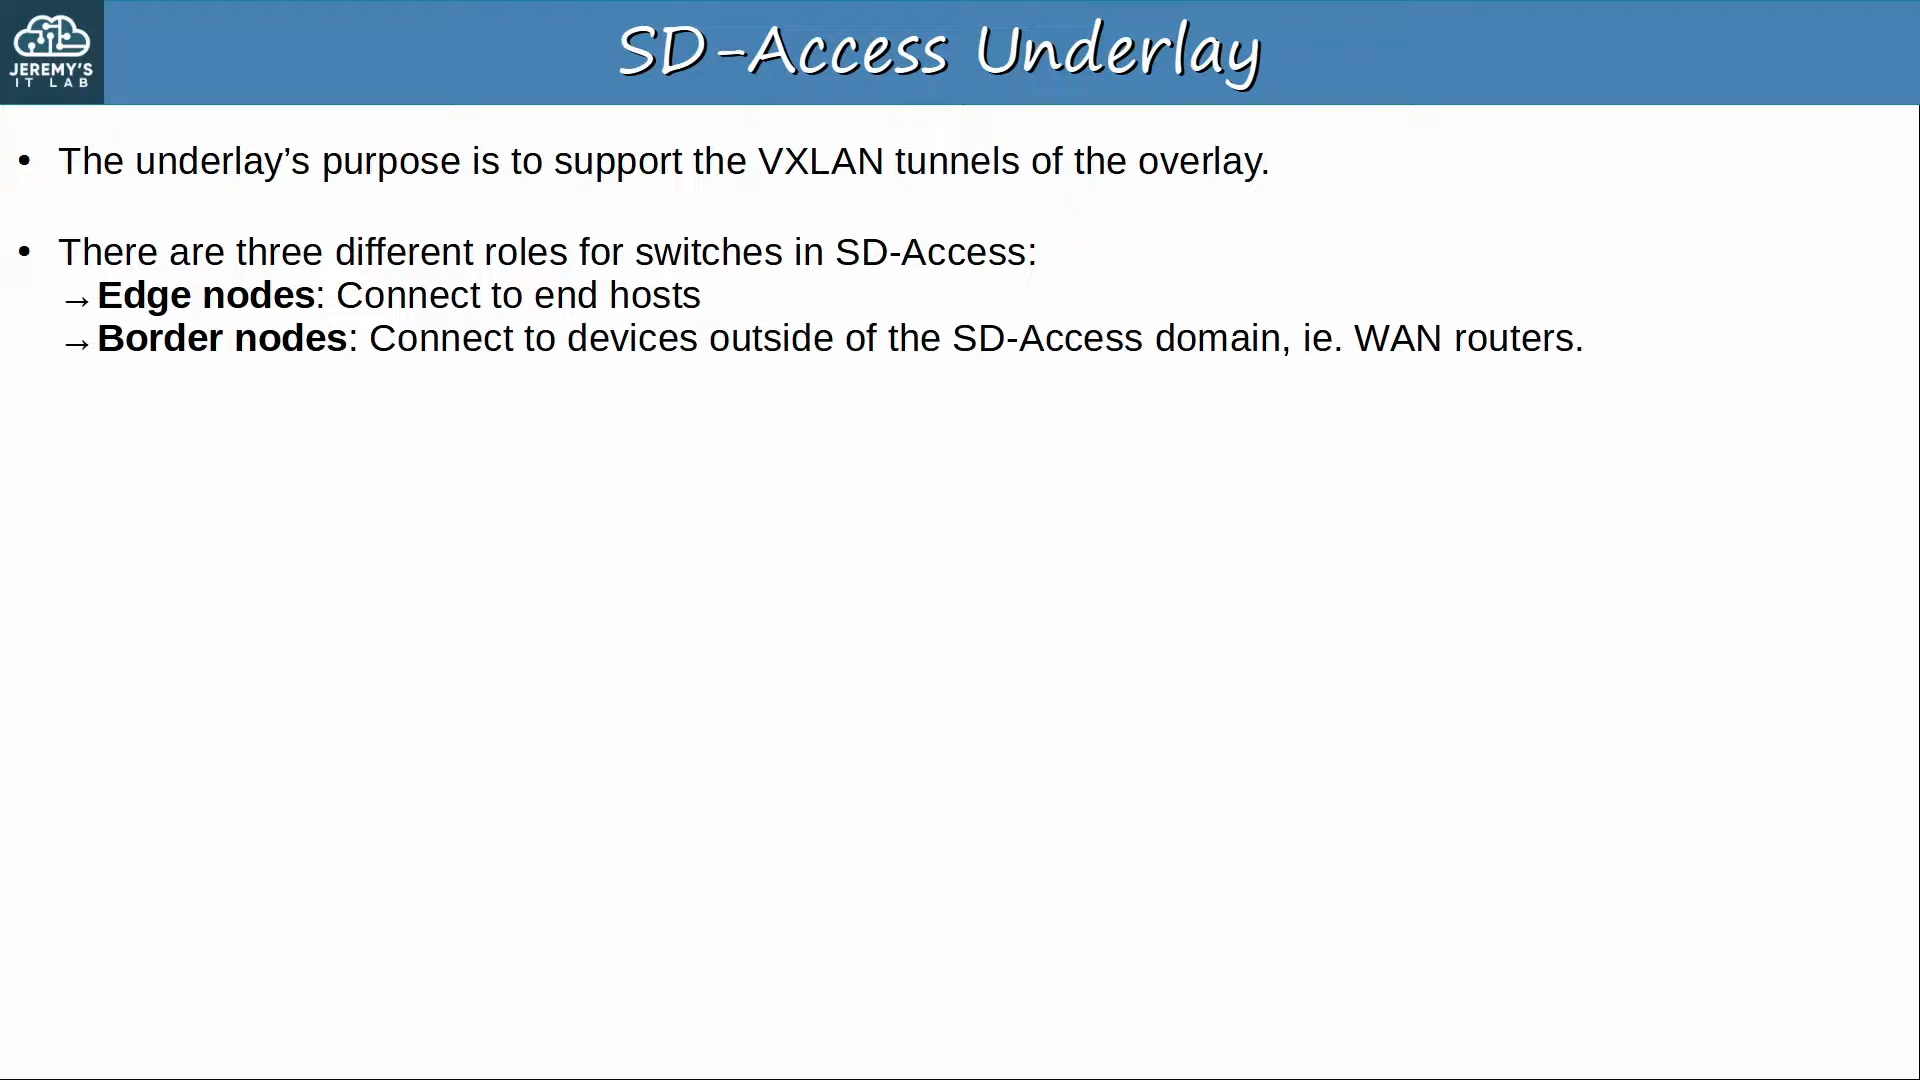 JEREMY'S
IT LAB
SD-Access Underlay
• The underlay’s purpose is to support the VXLAN tunnels of the overlay.
• There are three different roles for switches in SD-Access:
→Edge nodes: Connect to end hosts
→Border nodes: Connect to devices outside of the SD-Access domain, ie. WAN routers.